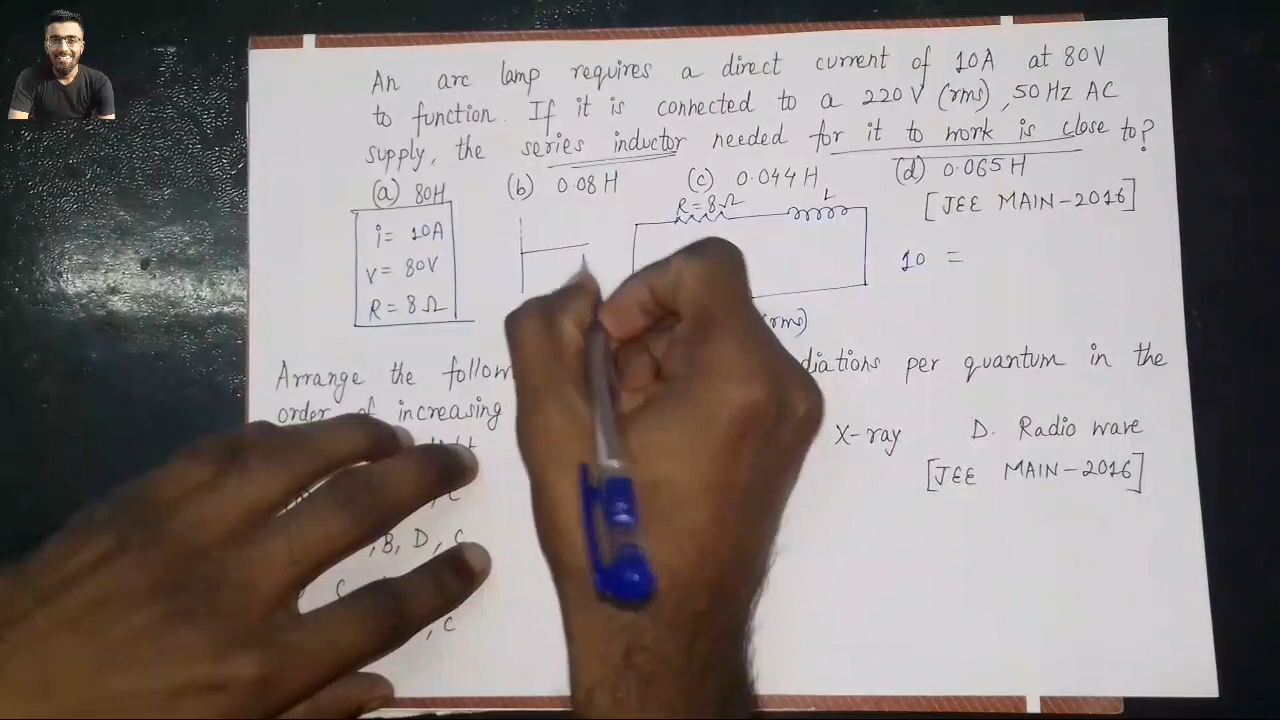 An arc lamp requires a direct current of 10A at 80V
to function. If it is connected to a 220V (rms), 50 Hz AC
supply, the series inductor needed for it to work is close to?
(a) 80H (b) 0.08 H (c) 0.044 H (d) 0.065 H
[JEE MAIN-2016]
R = 8Ω L
i = 10A
V = 80V
R = 8Ω
10 =
(rms)
Arrange the follow diations per quantum in the
order of increasing
X-ray D. Radio wave
[JEE MAIN-2016]
, C
, B, D, C
C
, C